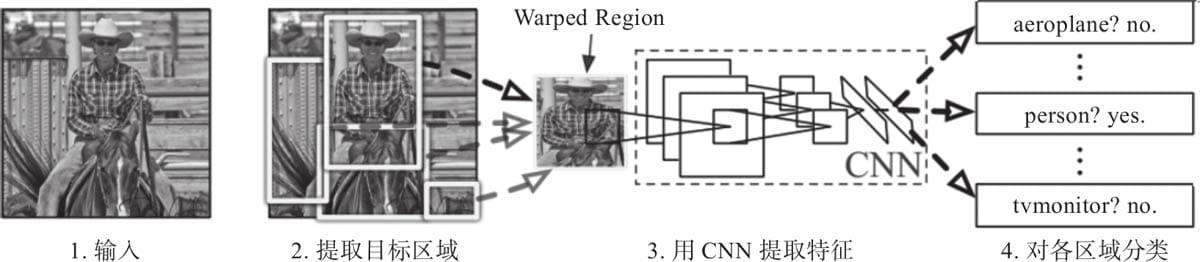 Warped Region
aeroplane? no.
⋮
person? yes.
⋮
tvmonitor? no.
CNN
1. 输入
2. 提取目标区域
3. 用 CNN 提取特征
4. 对各区域分类